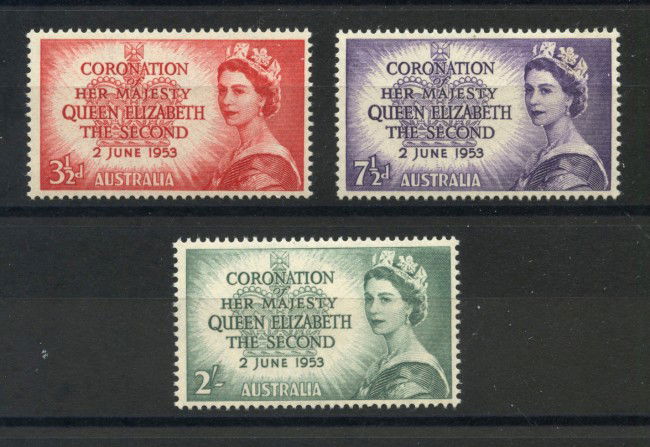 CORONATION
of
HER MAJESTY
QUEEN ELIZABETH
THE SECOND
2 JUNE 1953
3½d
AUSTRALIA
CORONATION
of
HER MAJESTY
QUEEN ELIZABETH
THE SECOND
2 JUNE 1953
7½d
AUSTRALIA
CORONATION
of
HER MAJESTY
QUEEN ELIZABETH
THE SECOND
2 JUNE 1953
2/-
AUSTRALIA